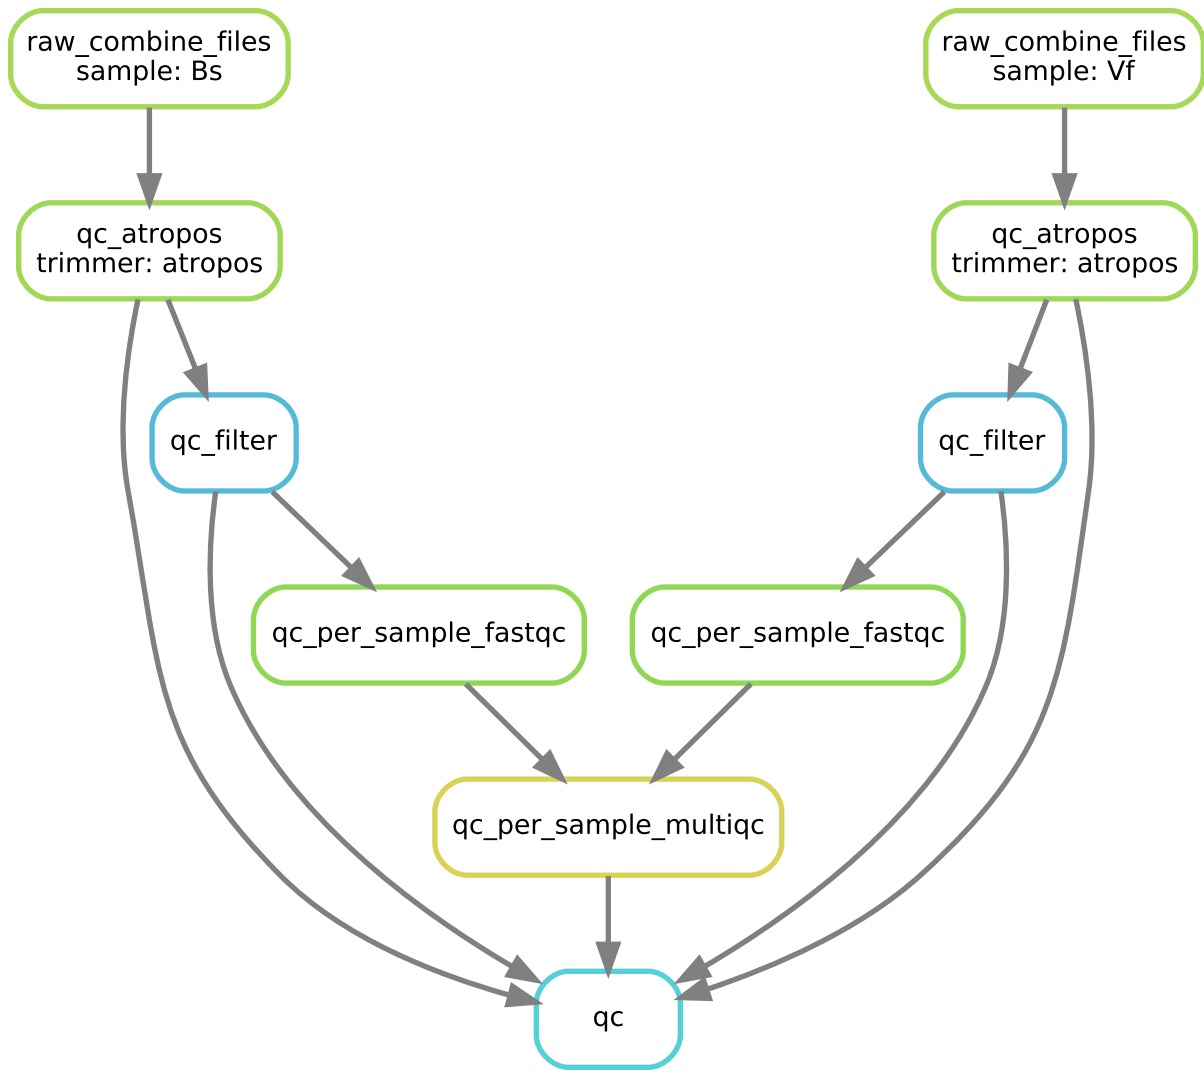 raw_combine_files
sample: Bs
raw_combine_files
sample: Vf
qc_atropos
trimmer: atropos
qc_atropos
trimmer: atropos
qc_filter
qc_filter
qc_per_sample_fastqc
qc_per_sample_fastqc
qc_per_sample_multiqc
qc